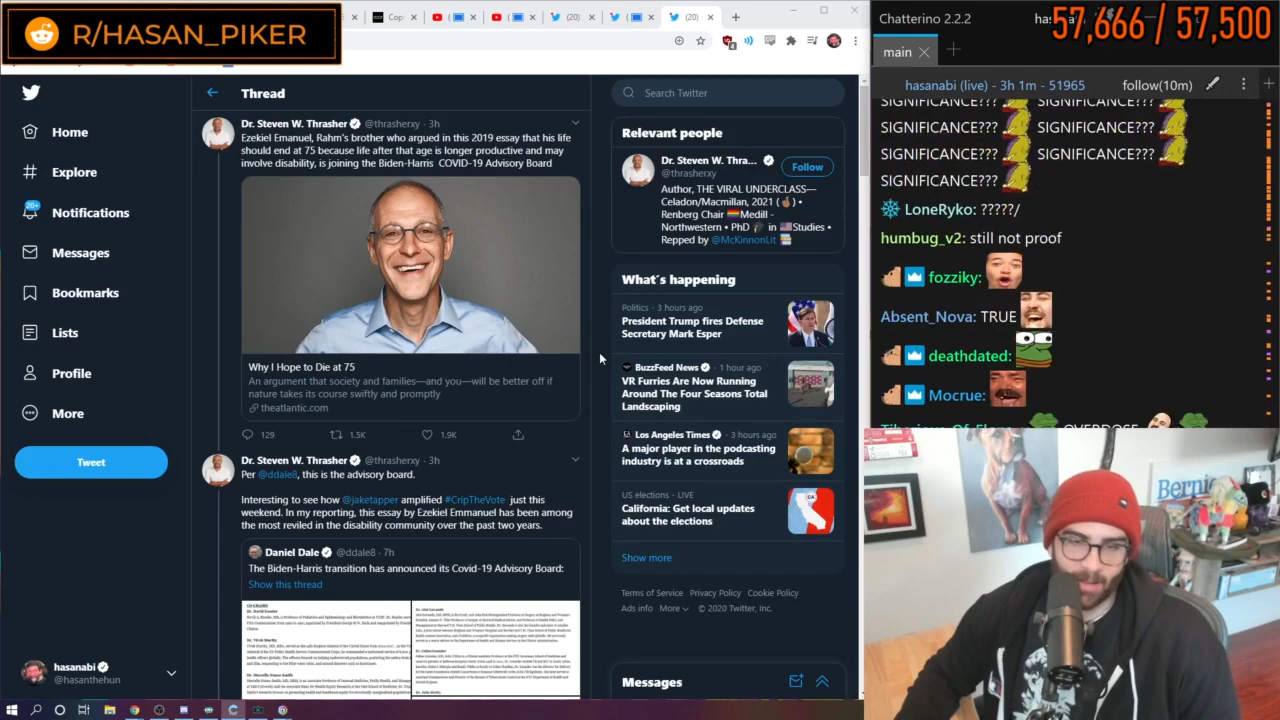 R/HASAN_PIKER
Cop
(20)
(20)
Chatterino 2.2.2
has
57,666 / 57,500
main
hasanabi (live) - 3h 1m - 51965
follow(10m)
Thread
Home
Explore
20+
Notifications
Messages
Bookmarks
Lists
Profile
More
Tweet
hasanabi
@hasanthehun
Dr. Steven W. Thrasher @thrasherxy · 3h
Ezekiel Emanuel, Rahm's brother who argued in this 2019 essay that his life
should end at 75 because life after that age is longer productive and may
involve disability, is joining the Biden-Harris COVID-19 Advisory Board
Why I Hope to Die at 75
An argument that society and families—and you—will be better off if
nature takes its course swiftly and promptly
theatlantic.com
129 1.5K 1.9K
Dr. Steven W. Thrasher @thrasherxy · 3h
Per @ddale8, this is the advisory board.
Interesting to see how @jaketapper amplified #CripTheVote just this
weekend. In my reporting, this essay by Ezekiel Emmanuel has been among
the most reviled in the disability community over the past two years.
Daniel Dale @ddale8 · 7h
The Biden-Harris transition has announced its Covid-19 Advisory Board:
Show this thread
Search Twitter
Relevant people
Dr. Steven W. Thra...
@thrasherxy
Follow
Author, THE VIRAL UNDERCLASS—
Celadon/Macmillan, 2021 ( ) •
Renberg Chair Medill -
Northwestern • PhD in Studies •
Repped by @McKinnonLit
What's happening
Politics · 3 hours ago
President Trump fires Defense
Secretary Mark Esper
BuzzFeed News · 1 hour ago
VR Furries Are Now Running
Around The Four Seasons Total
Landscaping
Los Angeles Times · 3 hours ago
A major player in the podcasting
industry is at a crossroads
US elections · LIVE
California: Get local updates
about the elections
Show more
Terms of Service Privacy Policy Cookie Policy
Ads info More © 2020 Twitter, Inc.
Messages
SIGNIFICANCE??? SIGNIFICANCE???
SIGNIFICANCE??? SIGNIFICANCE???
SIGNIFICANCE??? SIGNIFICANCE???
SIGNIFICANCE???
LoneRyko: ?????/
humbug_v2: still not proof
fozziky:
Absent_Nova: TRUE
deathdated:
Mocrue:
OVERDOSE
Bernie